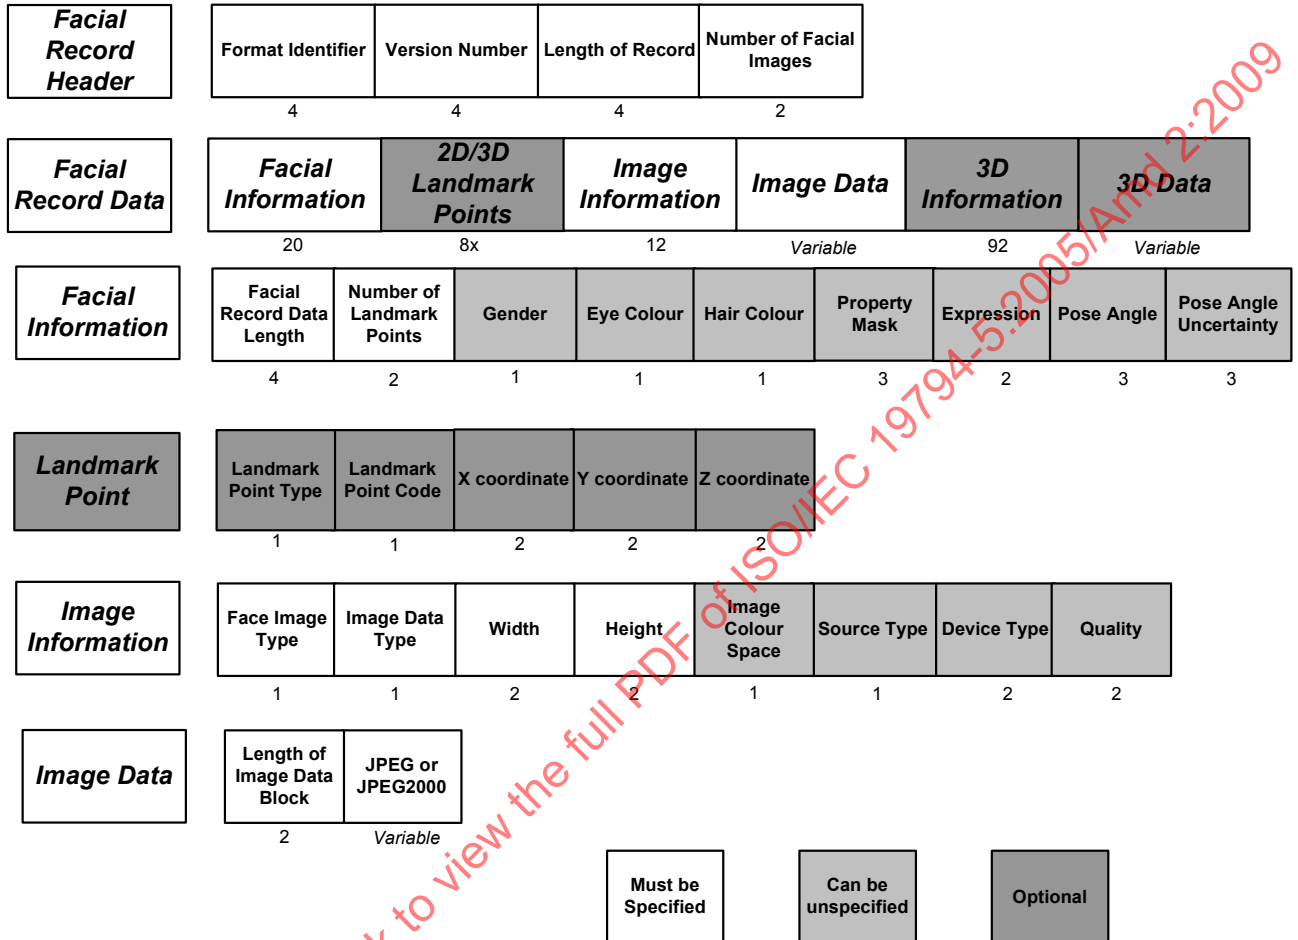 Facial
Record
Header
Format Identifier
Version Number
Length of Record
Number of Facial
Images
4
4
4
2
Facial
Record Data
Facial
Information
2D/3D
Landmark
Points
Image
Information
Image Data
3D
Information
3D Data
20
8x
12
Variable
92
Variable
Facial
Information
Facial
Record Data
Length
Number of
Landmark
Points
Gender
Eye Colour
Hair Colour
Property
Mask
Expression
Pose Angle
Pose Angle
Uncertainty
4
2
1
1
1
3
2
3
3
Landmark
Point
Landmark
Point Type
Landmark
Point Code
X coordinate
Y coordinate
Z coordinate
1
1
2
2
2
Image
Information
Face Image
Type
Image Data
Type
Width
Height
Image
Colour
Space
Source Type
Device Type
Quality
1
1
2
2
1
1
2
2
Image Data
Length of
Image Data
Block
JPEG or
JPEG2000
2
Variable
Must be
Specified
Can be
unspecified
Optional
to view the full PDF of ISO/IEC 19794-5:2005/Amd 2:2009